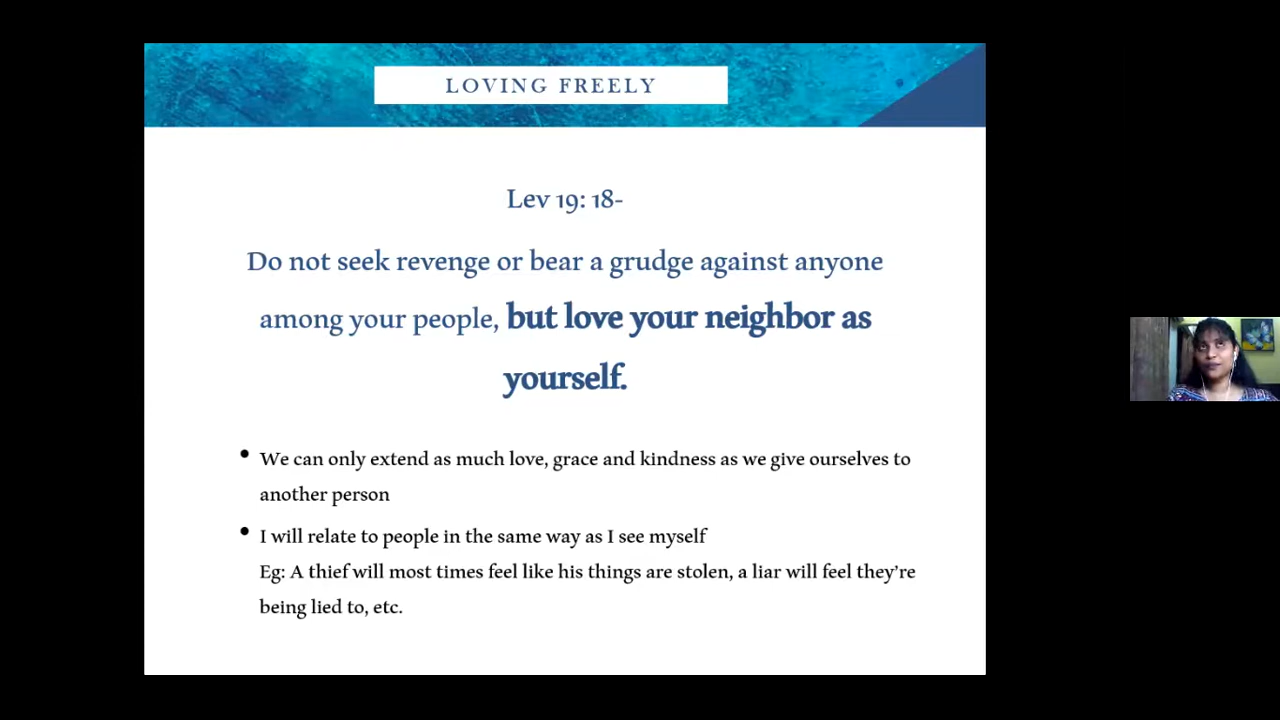 LOVING FREELY
Lev 19: 18-
Do not seek revenge or bear a grudge against anyone
among your people, but love your neighbor as
yourself.
• We can only extend as much love, grace and kindness as we give ourselves to
another person
• I will relate to people in the same way as I see myself
Eg: A thief will most times feel like his things are stolen, a liar will feel they’re
being lied to, etc.